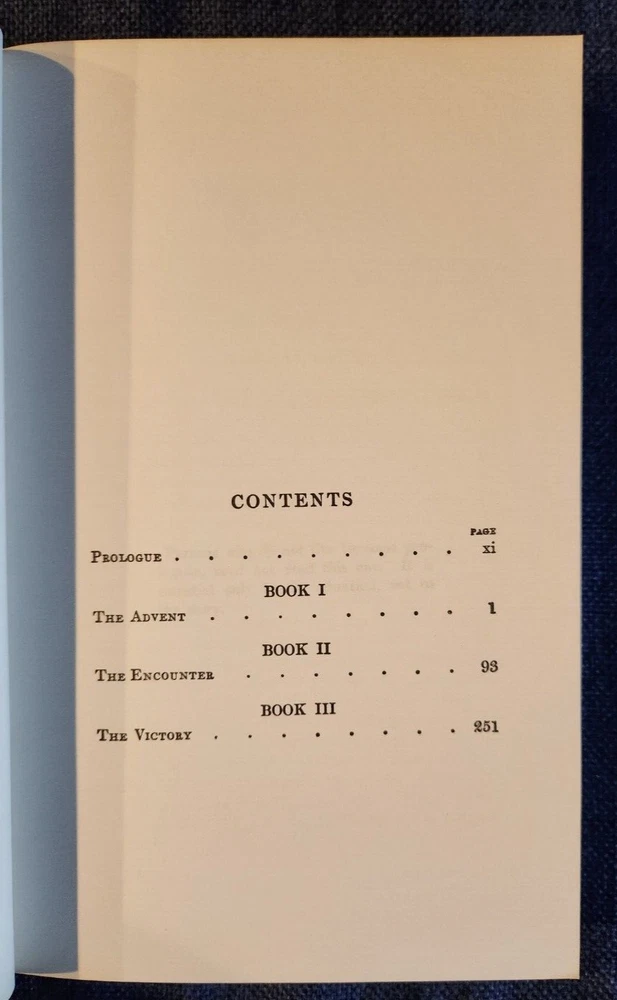 CONTENTS
PAGE
PROLOGUE . . . . . . . . . xi
BOOK I
THE ADVENT . . . . . . . . 1
BOOK II
THE ENCOUNTER . . . . . . . 93
BOOK III
THE VICTORY . . . . . . . . 251